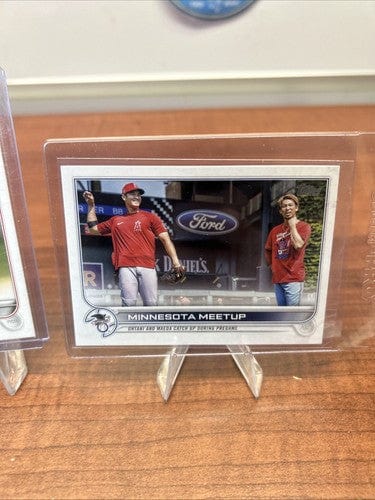 Ford
K DANIEL'S
MINNESOTA MEETUP
OHTANI AND MAEDA CATCH UP DURING PREGAME